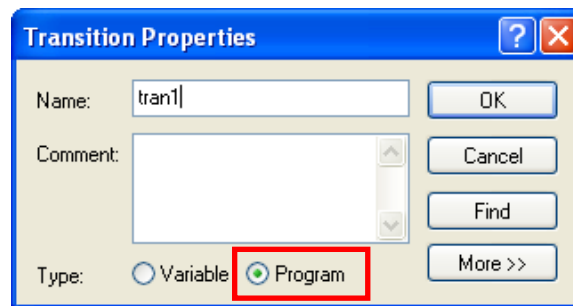 Transition Properties
Name: tran1 OK
Comment: Cancel
Find
Type: Variable Program More >>